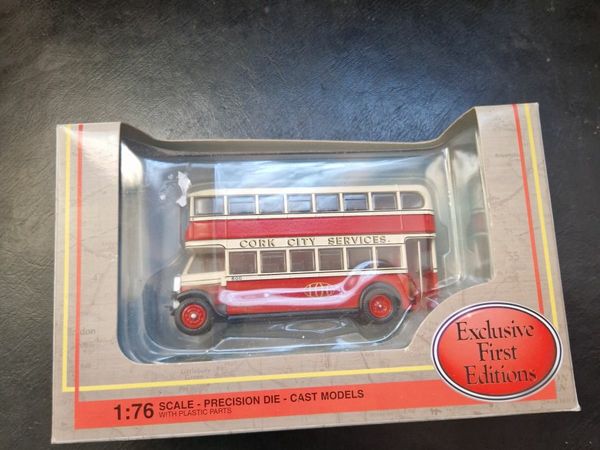 CORK CITY SERVICES.
Exclusive
First
Editions
1:76 SCALE - PRECISION DIE - CAST MODELS
WITH PLASTIC PARTS